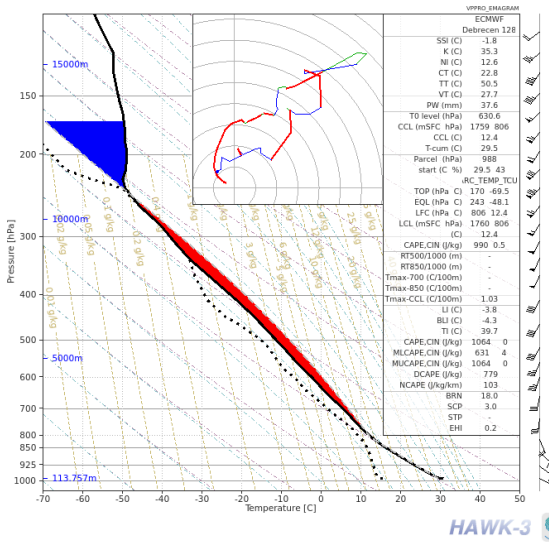 VPPRO_EMAGRAM
ECMWF
Debrecen 128
SSI (C) -1.8
K (C) 35.3
NI (C) 12.6
CT (C) 22.8
TT (C) 50.5
VT (C) 27.7
PW (mm) 37.6
T0 level (hPa) 630.6
CCL (mSFC hPa) 1759 806
CCL (C) 12.4
T-cum (C) 29.5
Parcel (hPa) 988
start (C %) 29.5 43
RC_TEMP_TCU
TOP (hPa C) 170 -69.5
EQL (hPa C) 243 -48.1
LFC (hPa C) 806 12.4
LCL (mSFC hPa) 1760 806
(C) 12.4
CAPE,CIN (J/kg) 990 0.5
RT500/1000 (m) -
RT850/1000 (m) -
Tmax-700 (C/100m) -
Tmax-850 (C/100m) -
Tmax-CCL (C/100m) 1.03
LI (C) -3.8
BLI (C) -4.3
TI (C) 39.7
CAPE,CIN (J/kg) 1064 0
MLCAPE,CIN (J/kg) 631 4
MUCAPE,CIN (J/kg) 1064 0
DCAPE (J/kg) 779
NCAPE (J/kg/km) 103
BRN 18.0
SCP 3.0
STP -
EHI 0.2
15000m
10000m
5000m
113.757m
Pressure [hPa]
150
200
300
400
500
600
700
800
850
925
1000
-70 -60 -50 -40 -30 -20 -10 0 10 20 30 40 50
Temperature [C]
HAWK-3